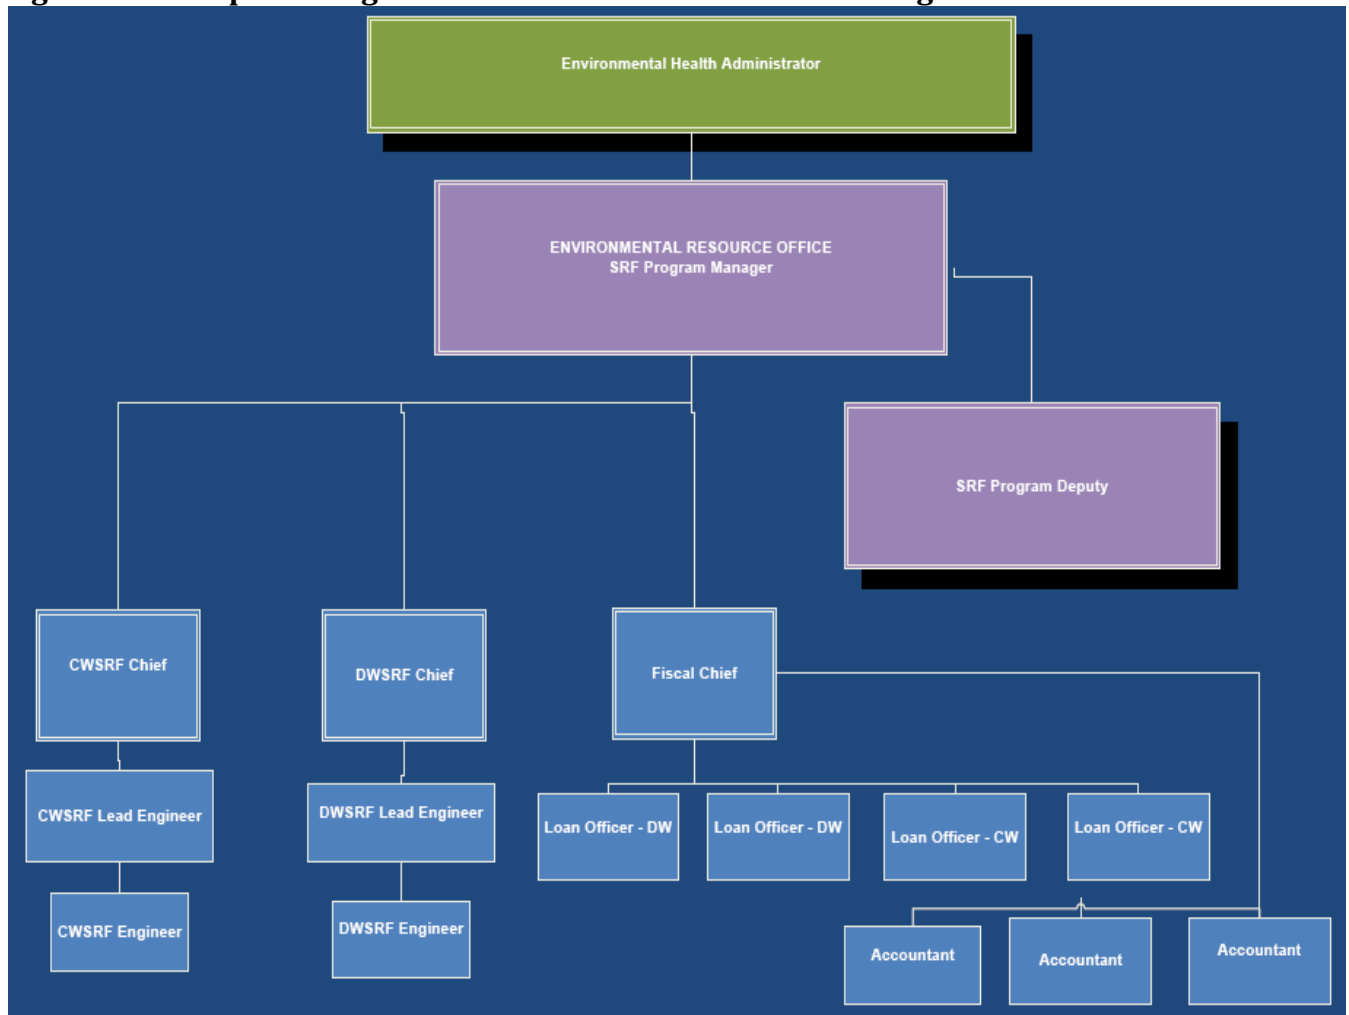 Environmental Health Administrator
ENVIRONMENTAL RESOURCE OFFICE
SRF Program Manager
SRF Program Deputy
CWSRF Chief
DWSRF Chief
Fiscal Chief
CWSRF Lead Engineer
DWSRF Lead Engineer
Loan Officer - DW
Loan Officer - DW
Loan Officer - CW
Loan Officer - CW
CWSRF Engineer
DWSRF Engineer
Accountant
Accountant
Accountant